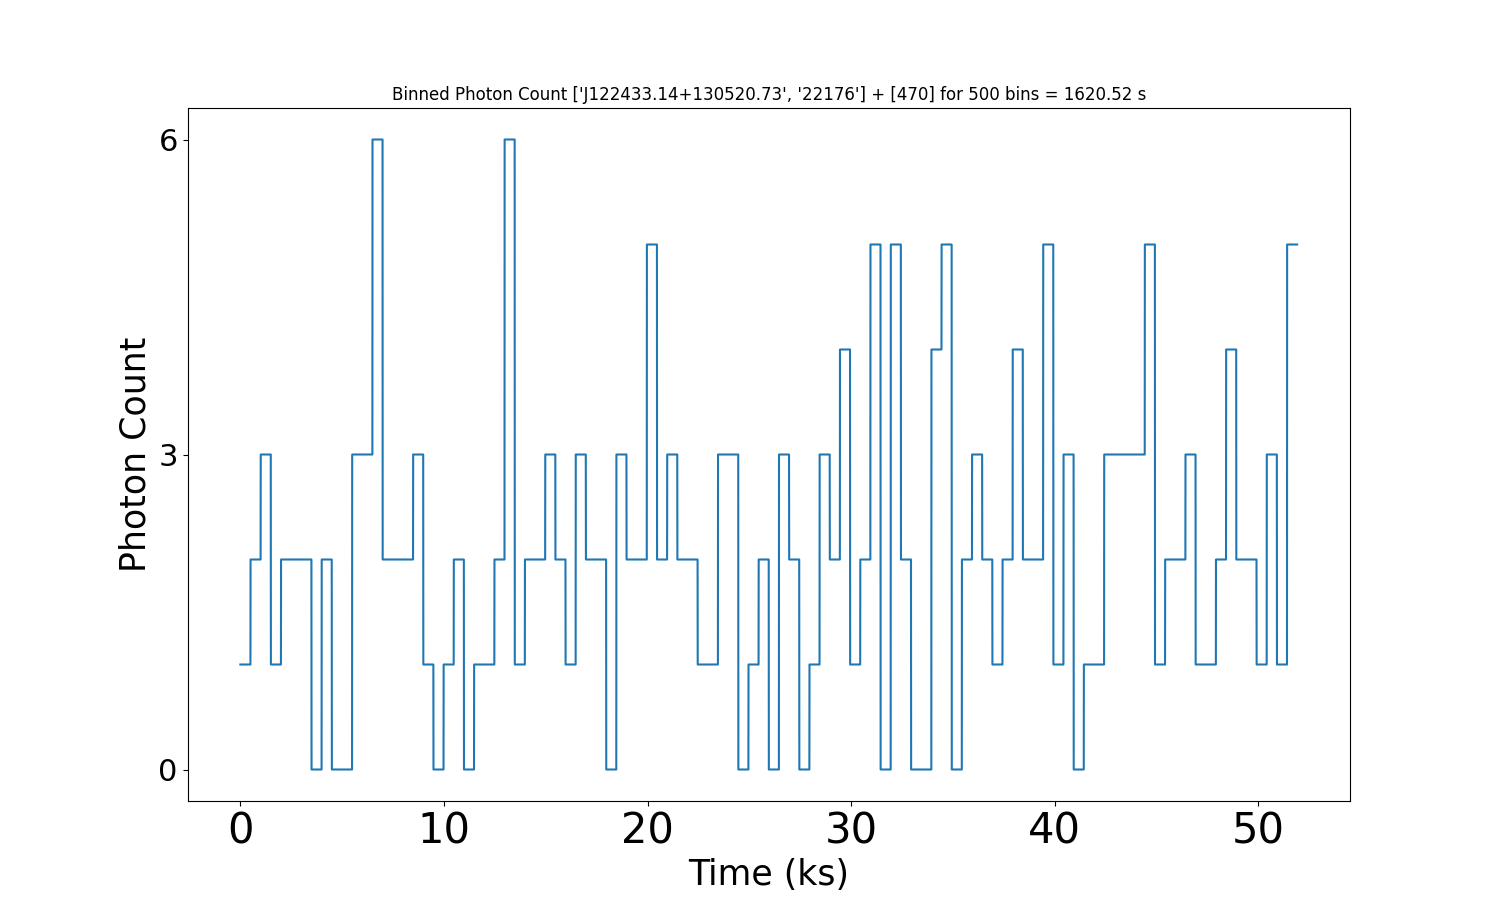 Binned Photon Count ['J122433.14+130520.73', '22176'] + [470] for 500 bins = 1620.52 s
Photon Count
6
3
0
0 10 20 30 40 50
Time (ks)